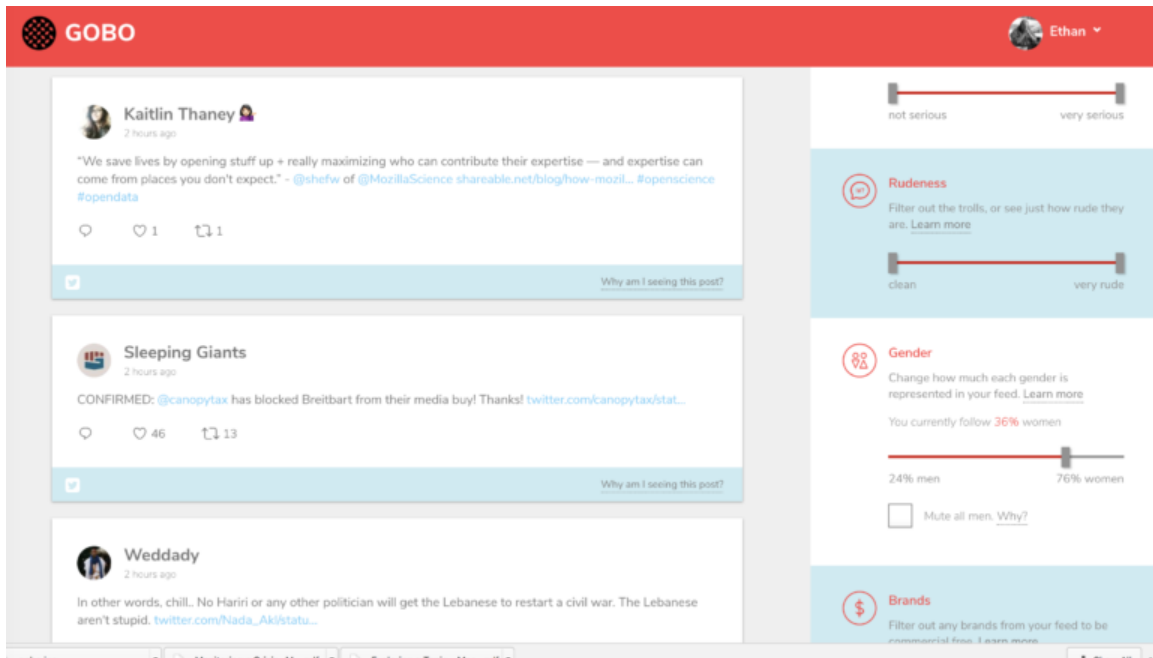 GOBO
Ethan
Kaitlin Thaney
2 hours ago
"We save lives by opening stuff up + really maximizing who can contribute their expertise — and expertise can
come from places you don't expect." - @shefw of @MozillaScience shareable.net/blog/how-mozil... #openscience
#opendata
1
1
Why am I seeing this post?
Sleeping Giants
2 hours ago
CONFIRMED: @canopytax has blocked Breitbart from their media buy! Thanks! twitter.com/canopytax/stat...
46
13
Why am I seeing this post?
Weddady
2 hours ago
In other words, chill.. No Hariri or any other politician will get the Lebanese to restart a civil war. The Lebanese
aren't stupid. twitter.com/Nada_Aki/statu...
not serious
very serious
Rudeness
Filter out the trolls, or see just how rude they
are. Learn more
clean
very rude
Gender
Change how much each gender is
represented in your feed. Learn more
You currently follow 36% women
24% men
76% women
Mute all men. Why?
Brands
Filter out any brands from your feed to be
commercial free. Learn more